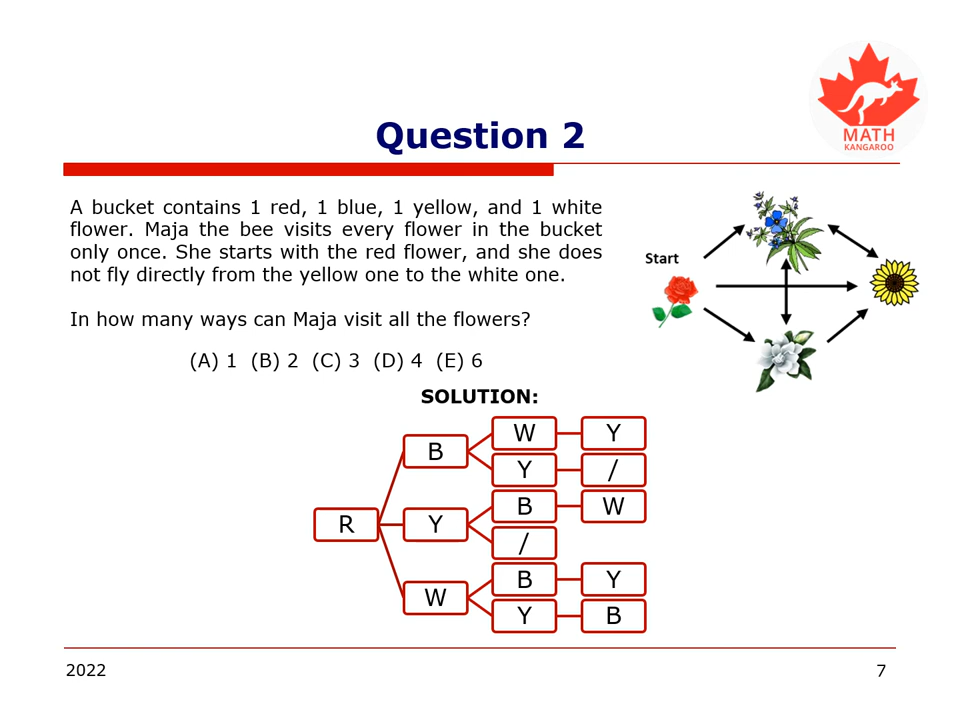 MATH
KANGAROO
Question 2
A bucket contains 1 red, 1 blue, 1 yellow, and 1 white
flower. Maja the bee visits every flower in the bucket
only once. She starts with the red flower, and she does
not fly directly from the yellow one to the white one.
In how many ways can Maja visit all the flowers?
(A) 1 (B) 2 (C) 3 (D) 4 (E) 6
Start
SOLUTION:
R
B
W
Y
Y
/
Y
B
W
/
W
B
Y
Y
B
2022
7